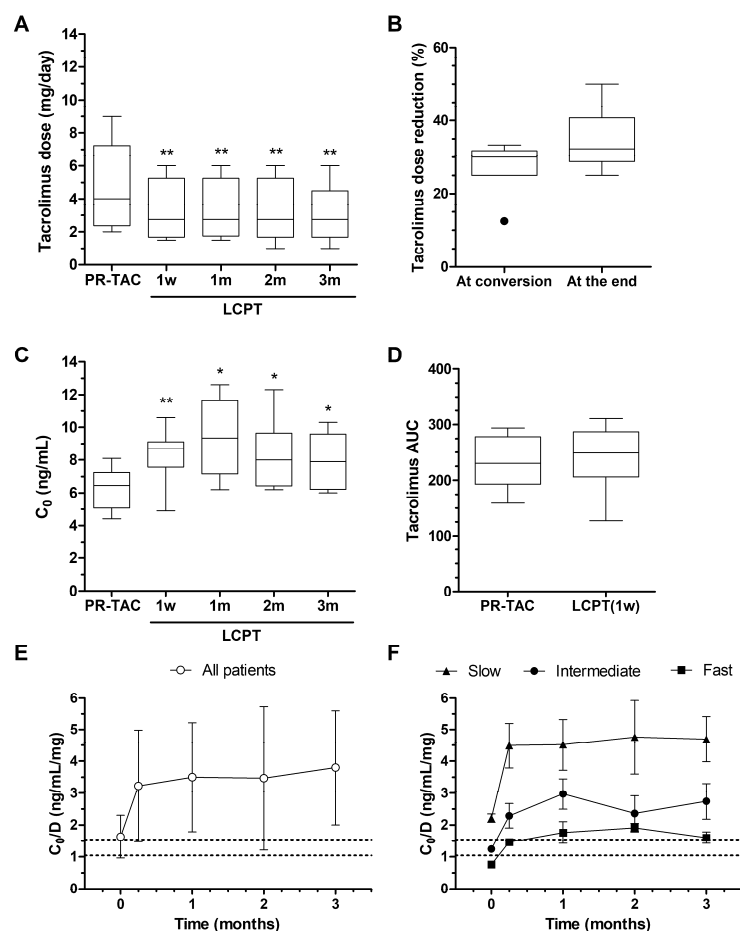 A
Tacrolimus dose (mg/day)
14
12
10
8
6
4
2
0
** ** ** **
PR-TAC 1w 1m 2m 3m
LCPT
B
Tacrolimus dose reduction (%)
60
40
20
0
At conversion At the end
C
C₀ (ng/mL)
14
12
10
8
6
4
2
0
** * * *
PR-TAC 1w 1m 2m 3m
LCPT
D
Tacrolimus AUC
400
300
200
100
0
PR-TAC LCPT(1w)
E
All patients
C₀/D (ng/mL/mg)
6
5
4
3
2
1
0
0 1 2 3
Time (months)
F
Slow Intermediate Fast
C₀/D (ng/mL/mg)
6
5
4
3
2
1
0
0 1 2 3
Time (months)